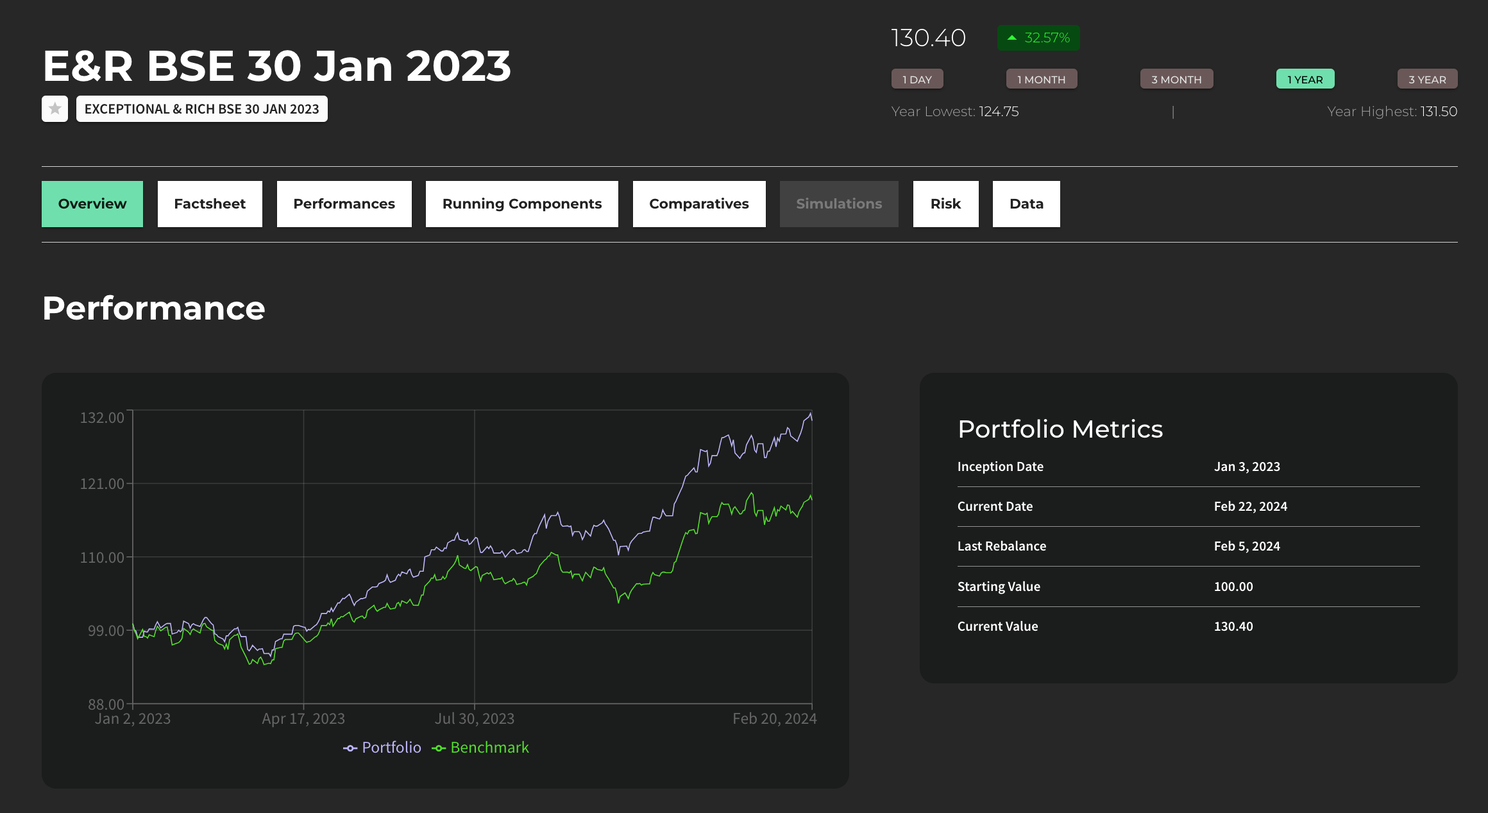 E&R BSE 30 Jan 2023
EXCEPTIONAL & RICH BSE 30 JAN 2023
130.40 32.57%
1 DAY 1 MONTH 3 MONTH 1 YEAR 3 YEAR
Year Lowest: 124.75 | Year Highest: 131.50
Overview Factsheet Performances Running Components Comparatives Simulations Risk Data
Performance
132.00
121.00
110.00
99.00
88.00
Jan 2, 2023 Apr 17, 2023 Jul 30, 2023 Feb 20, 2024
Portfolio Benchmark
Portfolio Metrics
Inception Date Jan 3, 2023
Current Date Feb 22, 2024
Last Rebalance Feb 5, 2024
Starting Value 100.00
Current Value 130.40